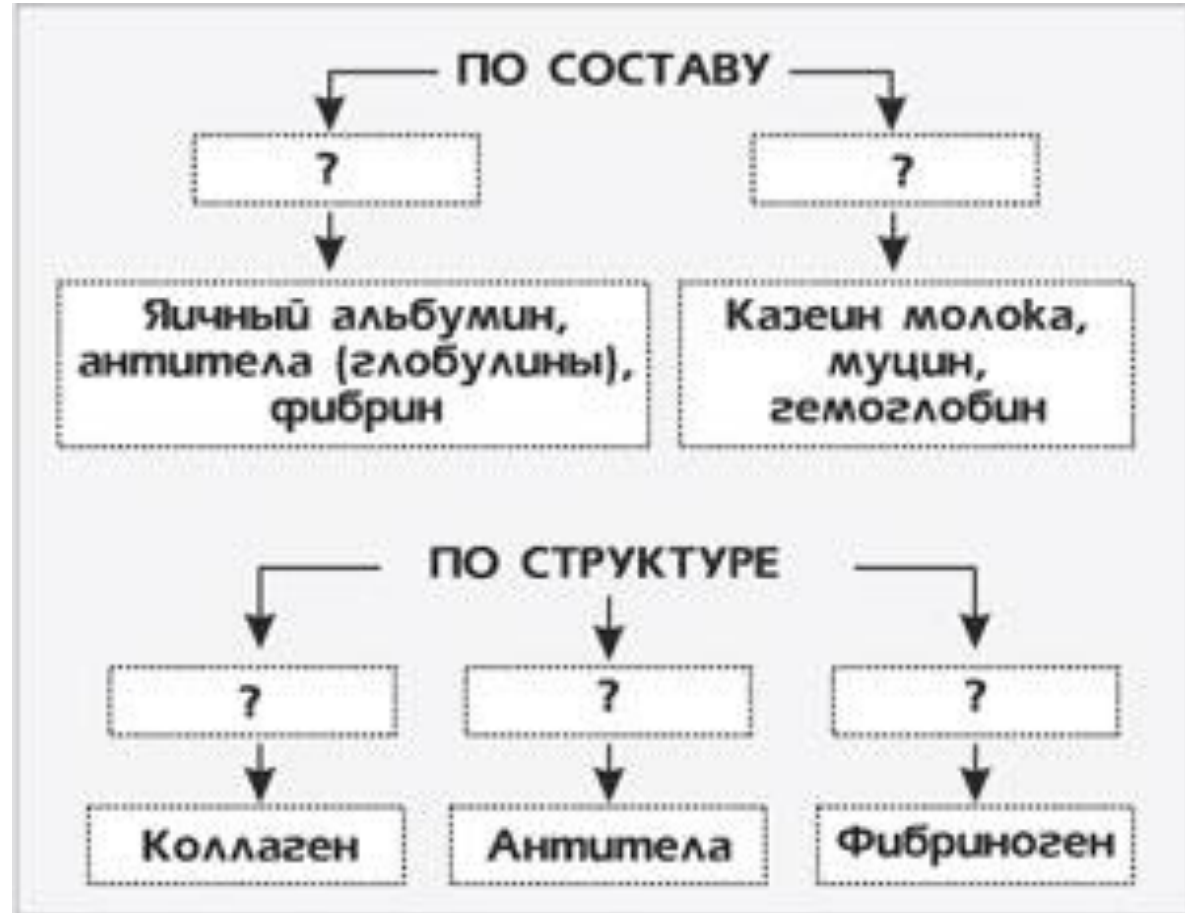 ПО СОСТАВУ
?
?
Яичный альбумин,
антитела (глобулины),
фибрин
Казеин молока,
муцин,
гемоглобин
ПО СТРУКТУРЕ
?
?
?
Коллаген
Антитела
Фибриноген